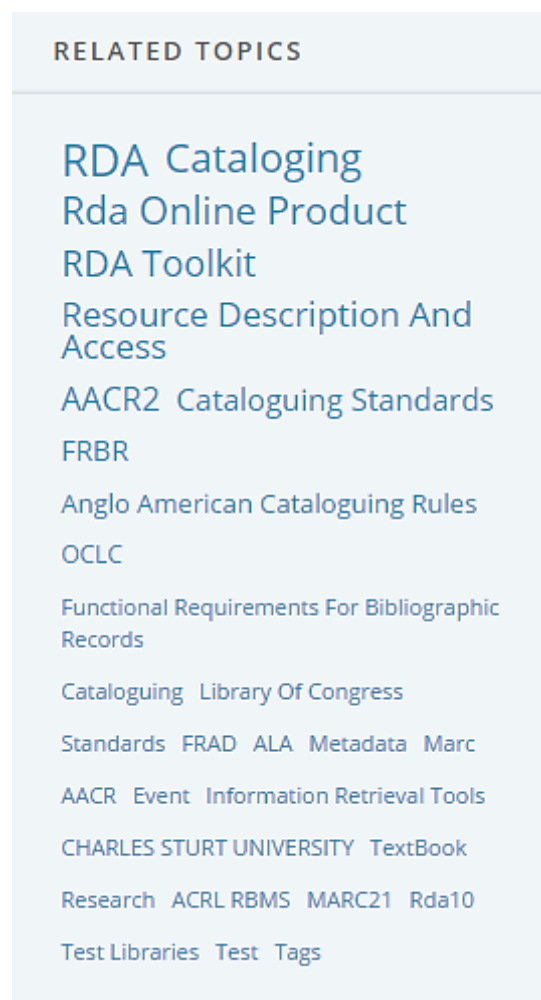 RELATED TOPICS
RDA Cataloging
Rda Online Product
RDA Toolkit
Resource Description And
Access
AACR2 Cataloguing Standards
FRBR
Anglo American Cataloguing Rules
OCLC
Functional Requirements For Bibliographic
Records
Cataloguing Library Of Congress
Standards FRAD ALA Metadata Marc
AACR Event Information Retrieval Tools
CHARLES STURT UNIVERSITY TextBook
Research ACRL RBMS MARC21 Rda10
Test Libraries Test Tags